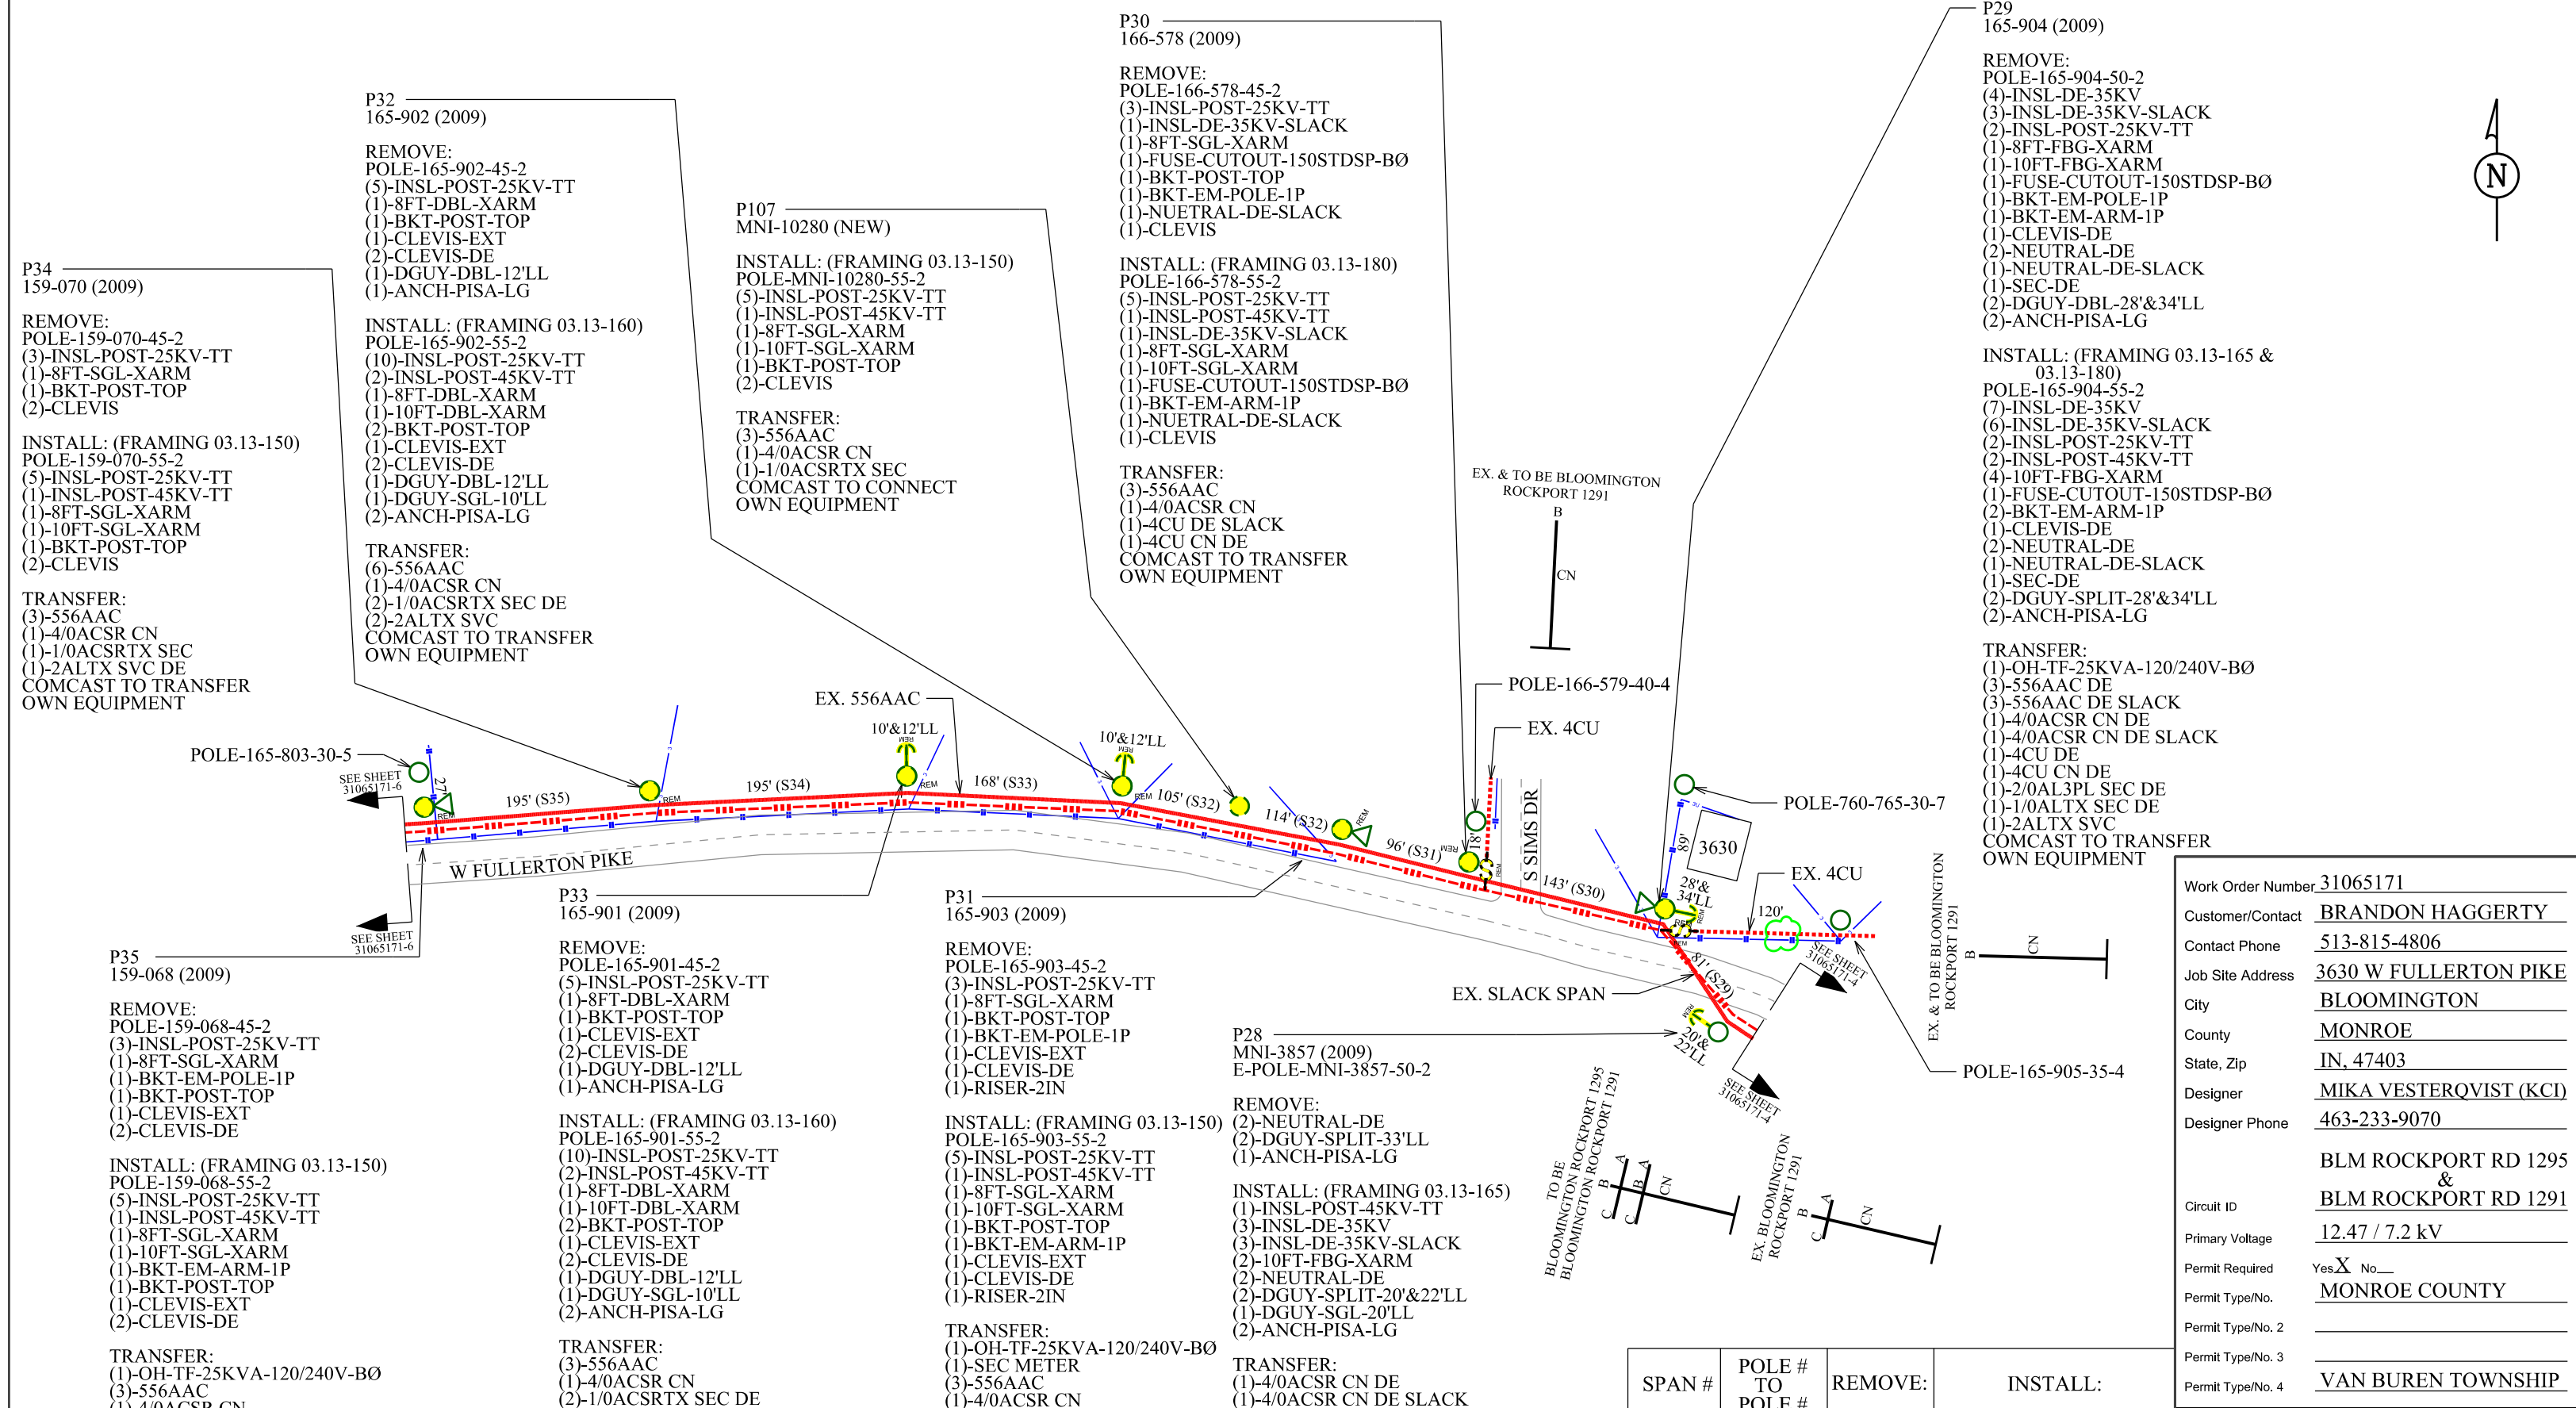 P34
159-070 (2009)
REMOVE:
POLE-159-070-45-2
(3)-INSL-POST-25KV-TT
(1)-8FT-SGL-XARM
(1)-BKT-POST-TOP
(2)-CLEVIS
INSTALL: (FRAMING 03.13-150)
POLE-159-070-55-2
(5)-INSL-POST-25KV-TT
(1)-INSL-POST-45KV-TT
(1)-8FT-SGL-XARM
(1)-10FT-SGL-XARM
(1)-BKT-POST-TOP
(2)-CLEVIS
TRANSFER:
(3)-556AAC
(1)-4/0ACSR CN
(1)-1/0ACSRTX SEC
(1)-2ALTX SVC DE
COMCAST TO TRANSFER
OWN EQUIPMENT
P32
165-902 (2009)
REMOVE:
POLE-165-902-45-2
(5)-INSL-POST-25KV-TT
(1)-8FT-DBL-XARM
(1)-BKT-POST-TOP
(1)-CLEVIS-EXT
(2)-CLEVIS-DE
(1)-DGUY-DBL-12'LL
(1)-ANCH-PISA-LG
INSTALL: (FRAMING 03.13-160)
POLE-165-902-55-2
(10)-INSL-POST-25KV-TT
(2)-INSL-POST-45KV-TT
(1)-8FT-DBL-XARM
(1)-10FT-DBL-XARM
(2)-BKT-POST-TOP
(1)-CLEVIS-EXT
(2)-CLEVIS-DE
(1)-DGUY-DBL-12'LL
(1)-DGUY-SGL-10'LL
(2)-ANCH-PISA-LG
TRANSFER:
(6)-556AAC
(1)-4/0ACSR CN
(2)-1/0ACSRTX SEC DE
(2)-2ALTX SVC
COMCAST TO TRANSFER
OWN EQUIPMENT
P107
MNI-10280 (NEW)
INSTALL: (FRAMING 03.13-150)
POLE-MNI-10280-55-2
(5)-INSL-POST-25KV-TT
(1)-INSL-POST-45KV-TT
(1)-8FT-SGL-XARM
(1)-10FT-SGL-XARM
(1)-BKT-POST-TOP
(2)-CLEVIS
TRANSFER:
(3)-556AAC
(1)-4/0ACSR CN
(1)-1/0ACSRTX SEC
COMCAST TO CONNECT
OWN EQUIPMENT
P30
166-578 (2009)
REMOVE:
POLE-166-578-45-2
(3)-INSL-POST-25KV-TT
(1)-INSL-DE-35KV-SLACK
(1)-8FT-SGL-XARM
(1)-FUSE-CUTOUT-150STDSP-BØ
(1)-BKT-POST-TOP
(1)-BKT-EM-POLE-1P
(1)-NUETRAL-DE-SLACK
(1)-CLEVIS
INSTALL: (FRAMING 03.13-180)
POLE-166-578-55-2
(5)-INSL-POST-25KV-TT
(1)-INSL-POST-45KV-TT
(1)-INSL-DE-35KV-SLACK
(1)-8FT-SGL-XARM
(1)-10FT-SGL-XARM
(1)-FUSE-CUTOUT-150STDSP-BØ
(1)-BKT-EM-ARM-1P
(1)-NUETRAL-DE-SLACK
(1)-CLEVIS
TRANSFER:
(3)-556AAC
(1)-4/0ACSR CN
(1)-4CU DE SLACK
(1)-4CU CN DE
COMCAST TO TRANSFER
OWN EQUIPMENT
P29
165-904 (2009)
REMOVE:
POLE-165-904-50-2
(4)-INSL-DE-35KV
(3)-INSL-DE-35KV-SLACK
(2)-INSL-POST-25KV-TT
(1)-8FT-FBG-XARM
(1)-10FT-FBG-XARM
(1)-FUSE-CUTOUT-150STDSP-BØ
(1)-BKT-EM-POLE-1P
(1)-BKT-EM-ARM-1P
(1)-CLEVIS-DE
(2)-NEUTRAL-DE
(1)-NEUTRAL-DE-SLACK
(1)-SEC-DE
(2)-DGUY-DBL-28'&34'LL
(2)-ANCH-PISA-LG
INSTALL: (FRAMING 03.13-165 &
03.13-180)
POLE-165-904-55-2
(7)-INSL-DE-35KV
(6)-INSL-DE-35KV-SLACK
(2)-INSL-POST-25KV-TT
(2)-INSL-POST-45KV-TT
(4)-10FT-FBG-XARM
(1)-FUSE-CUTOUT-150STDSP-BØ
(2)-BKT-EM-ARM-1P
(1)-CLEVIS-DE
(2)-NEUTRAL-DE
(1)-NEUTRAL-DE-SLACK
(1)-SEC-DE
(2)-DGUY-SPLIT-28'&34'LL
(2)-ANCH-PISA-LG
TRANSFER:
(1)-OH-TF-25KVA-120/240V-BØ
(3)-556AAC DE
(3)-556AAC DE SLACK
(1)-4/0ACSR CN DE
(1)-4/0ACSR CN DE SLACK
(1)-4CU DE
(1)-4CU CN DE
(1)-2/0AL3PL SEC DE
(1)-1/0ALTX SEC DE
(1)-2ALTX SVC
COMCAST TO TRANSFER
OWN EQUIPMENT
N
EX. & TO BE BLOOMINGTON
ROCKPORT 1291
B
CN
POLE-166-579-40-4
EX. 4CU
EX. 556AAC
10'&12'LL
REM
10'&12'LL
REM
POLE-165-803-30-5
SEE SHEET
31065171-6
27'
REM
195' (S35)
REM
195' (S34)
REM
168' (S33)
REM
105' (S32)
114' (S32)
REM
96' (S31)
REM
18'
REM
S SIMS DR
143' (S30)
89'
3630
28'&
34'LL
REM
REM
REM
120'
EX. 4CU
POLE-760-765-30-7
W FULLERTON PIKE
SEE SHEET
31065171-6
81' (S29)
EX. SLACK SPAN
REM
20'&
22'LL
SEE SHEET
31065171-4
SEE SHEET
31065171-4
POLE-165-905-35-4
EX. & TO BE BLOOMINGTON
ROCKPORT 1291
B
CN
TO BE
BLOOMINGTON ROCKPORT 1295
BLOOMINGTON ROCKPORT 1291
A
B
C
A
B
C
CN
EX. BLOOMINGTON
ROCKPORT 1291
A
B
C
CN
P35
159-068 (2009)
REMOVE:
POLE-159-068-45-2
(3)-INSL-POST-25KV-TT
(1)-8FT-SGL-XARM
(1)-BKT-EM-POLE-1P
(1)-BKT-POST-TOP
(1)-CLEVIS-EXT
(2)-CLEVIS-DE
INSTALL: (FRAMING 03.13-150)
POLE-159-068-55-2
(5)-INSL-POST-25KV-TT
(1)-INSL-POST-45KV-TT
(1)-8FT-SGL-XARM
(1)-10FT-SGL-XARM
(1)-BKT-EM-ARM-1P
(1)-BKT-POST-TOP
(1)-CLEVIS-EXT
(2)-CLEVIS-DE
TRANSFER:
(1)-OH-TF-25KVA-120/240V-BØ
(3)-556AAC
(1)-4/0ACSR CN
P33
165-901 (2009)
REMOVE:
POLE-165-901-45-2
(5)-INSL-POST-25KV-TT
(1)-8FT-DBL-XARM
(1)-BKT-POST-TOP
(1)-CLEVIS-EXT
(2)-CLEVIS-DE
(1)-DGUY-DBL-12'LL
(1)-ANCH-PISA-LG
INSTALL: (FRAMING 03.13-160)
POLE-165-901-55-2
(10)-INSL-POST-25KV-TT
(2)-INSL-POST-45KV-TT
(1)-8FT-DBL-XARM
(1)-10FT-DBL-XARM
(2)-BKT-POST-TOP
(1)-CLEVIS-EXT
(2)-CLEVIS-DE
(1)-DGUY-DBL-12'LL
(1)-DGUY-SGL-10'LL
(2)-ANCH-PISA-LG
TRANSFER:
(3)-556AAC
(1)-4/0ACSR CN
(2)-1/0ACSRTX SEC DE
P31
165-903 (2009)
REMOVE:
POLE-165-903-45-2
(3)-INSL-POST-25KV-TT
(1)-8FT-SGL-XARM
(1)-BKT-POST-TOP
(1)-BKT-EM-POLE-1P
(1)-CLEVIS-EXT
(1)-CLEVIS-DE
(1)-RISER-2IN
INSTALL: (FRAMING 03.13-150)
POLE-165-903-55-2
(5)-INSL-POST-25KV-TT
(1)-INSL-POST-45KV-TT
(1)-8FT-SGL-XARM
(1)-10FT-SGL-XARM
(1)-BKT-POST-TOP
(1)-BKT-EM-ARM-1P
(1)-CLEVIS-EXT
(1)-CLEVIS-DE
(1)-RISER-2IN
TRANSFER:
(1)-OH-TF-25KVA-120/240V-BØ
(1)-SEC METER
(3)-556AAC
(1)-4/0ACSR CN
P28
MNI-3857 (2009)
E-POLE-MNI-3857-50-2
REMOVE:
(2)-NEUTRAL-DE
(2)-DGUY-SPLIT-33'LL
(1)-ANCH-PISA-LG
INSTALL: (FRAMING 03.13-165)
(1)-INSL-POST-45KV-TT
(3)-INSL-DE-35KV
(3)-INSL-DE-35KV-SLACK
(2)-10FT-FBG-XARM
(2)-NEUTRAL-DE
(2)-DGUY-SPLIT-20'&22'LL
(1)-DGUY-SGL-20'LL
(2)-ANCH-PISA-LG
TRANSFER:
(1)-4/0ACSR CN DE
(1)-4/0ACSR CN DE SLACK
SPAN #
POLE #
TO
POLE #
REMOVE:
INSTALL:
Work Order Number 31065171
Customer/Contact BRANDON HAGGERTY
Contact Phone 513-815-4806
Job Site Address 3630 W FULLERTON PIKE
City BLOOMINGTON
County MONROE
State, Zip IN, 47403
Designer MIKA VESTERQVIST (KCI)
Designer Phone 463-233-9070
BLM ROCKPORT RD 1295
&
Circuit ID BLM ROCKPORT RD 1291
Primary Voltage 12.47 / 7.2 kV
Permit Required Yes X No
Permit Type/No. MONROE COUNTY
Permit Type/No. 2
Permit Type/No. 3
Permit Type/No. 4 VAN BUREN TOWNSHIP